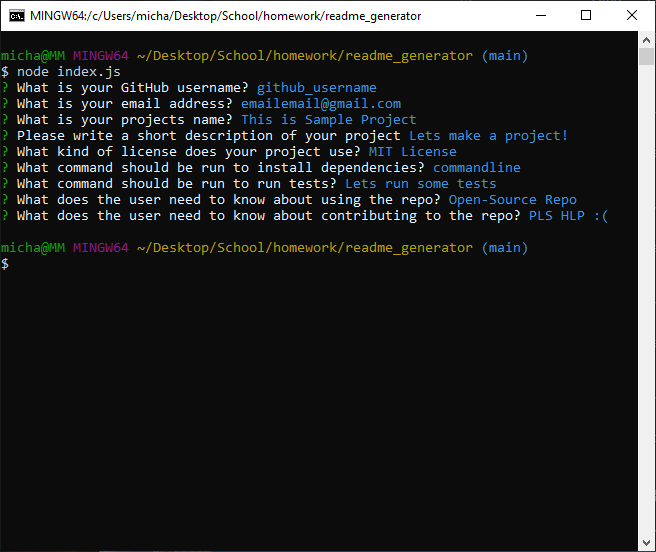 MINGW64:/c/Users/micha/Desktop/School/homework/readme_generator
micha@MM MINGW64 ~/Desktop/School/homework/readme_generator (main)
$ node index.js
? What is your GitHub username? github_username
? What is your email address? emailemail@gmail.com
? What is your projects name? This is Sample Project
? Please write a short description of your project Lets make a project!
? What kind of license does your project use? MIT License
? What command should be run to install dependencies? commandline
? What command should be run to run tests? Lets run some tests
? What does the user need to know about using the repo? Open-Source Repo
? What does the user need to know about contributing to the repo? PLS HLP :(
micha@MM MINGW64 ~/Desktop/School/homework/readme_generator (main)
$